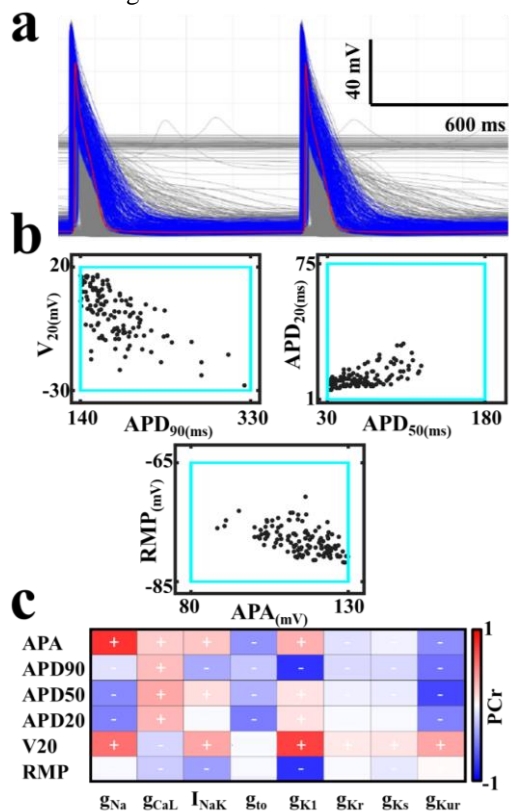 a
40 mV
600 ms
b
20
V20(mV)
-30
140
330
APD90(ms)
75
APD20(ms)
1
30
180
APD50(ms)
-65
RMP(mV)
-85
80
130
APA(mV)
c
APA + + + - + - - -
APD90 - + - - - - - -
APD50 - + + - + - - -
APD20 - + - + - - -
V20 + - + + + + +
RMP - - - - -
gNa gCaL INaK gto gK1 gKr gKs gKur
1
PCr
-1